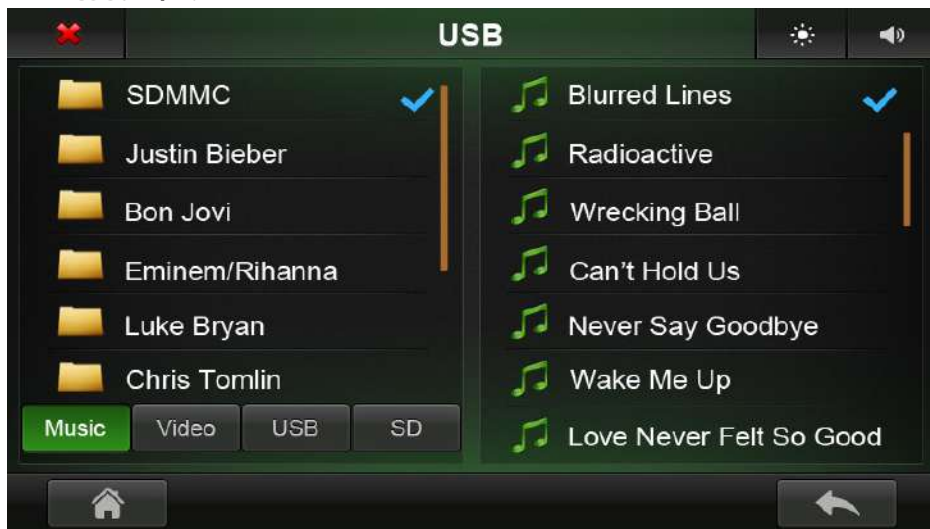 USB
SDMMC
Justin Bieber
Bon Jovi
Eminem/Rihanna
Luke Bryan
Chris Tomlin
Music Video USB SD
Blurred Lines
Radioactive
Wrecking Ball
Can't Hold Us
Never Say Goodbye
Wake Me Up
Love Never Felt So Good